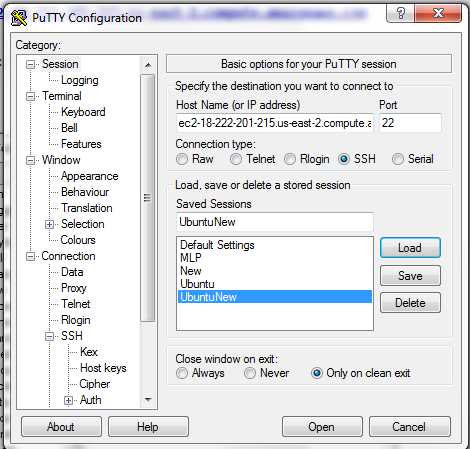 PuTTY Configuration
Category:
Session
Logging
Terminal
Keyboard
Bell
Features
Window
Appearance
Behaviour
Translation
Selection
Colours
Connection
Data
Proxy
Telnet
Rlogin
SSH
Kex
Host keys
Cipher
Auth
Basic options for your PuTTY session
Specify the destination you want to connect to
Host Name (or IP address) Port
ec2-18-222-201-215.us-east-2.compute.a 22
Connection type:
Raw Telnet Rlogin SSH Serial
Load, save or delete a stored session
Saved Sessions
UbuntuNew
Default Settings
MLP
New
Ubuntu
UbuntuNew
Load
Save
Delete
Close window on exit:
Always Never Only on clean exit
About Help Open Cancel